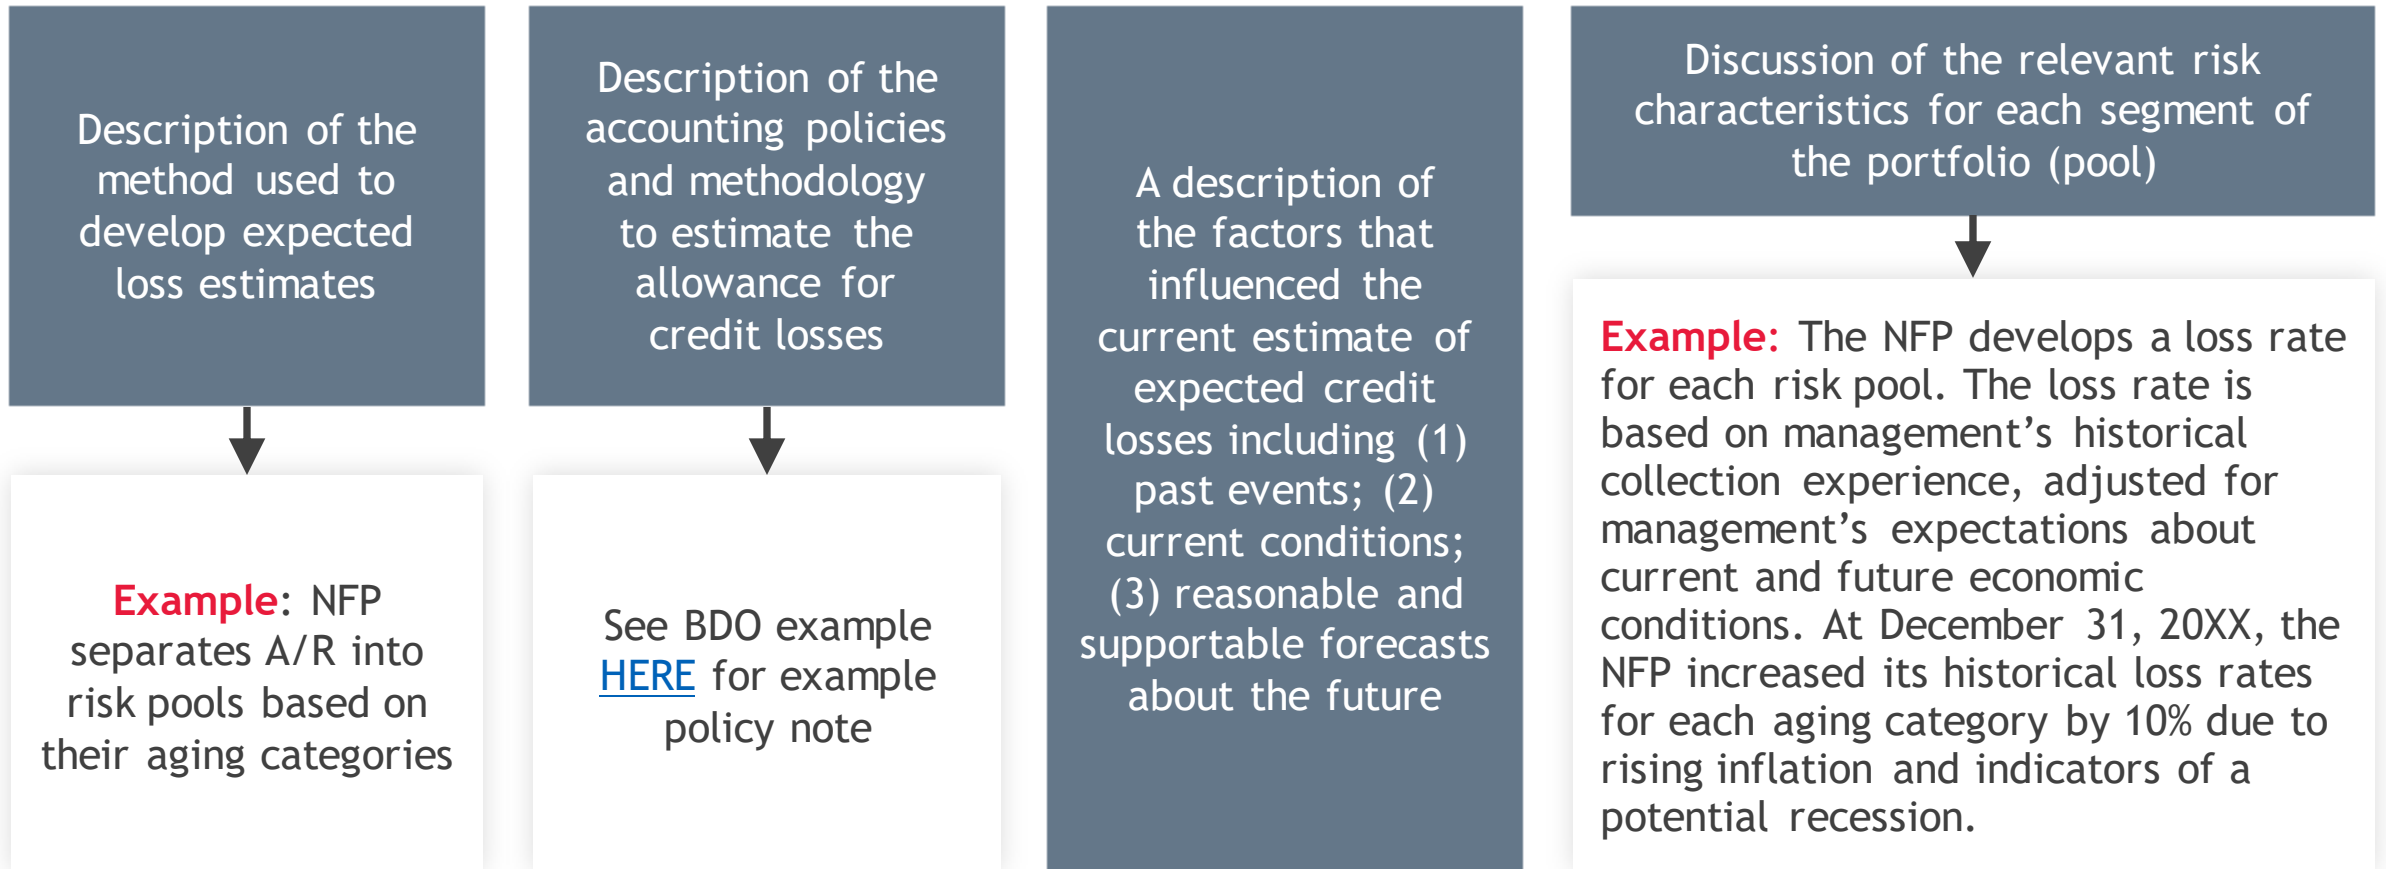 Description of the
method used to
develop expected
loss estimates
Example: NFP
separates A/R into
risk pools based on
their aging categories
Description of the
accounting policies
and methodology
to estimate the
allowance for
credit losses
See BDO example
HERE for example
policy note
A description of
the factors that
influenced the
current estimate of
expected credit
losses including (1)
past events; (2)
current conditions;
(3) reasonable and
supportable forecasts
about the future
Discussion of the relevant risk
characteristics for each segment of
the portfolio (pool)
Example: The NFP develops a loss rate
for each risk pool. The loss rate is
based on management’s historical
collection experience, adjusted for
management’s expectations about
current and future economic
conditions. At December 31, 20XX, the
NFP increased its historical loss rates
for each aging category by 10% due to
rising inflation and indicators of a
potential recession.